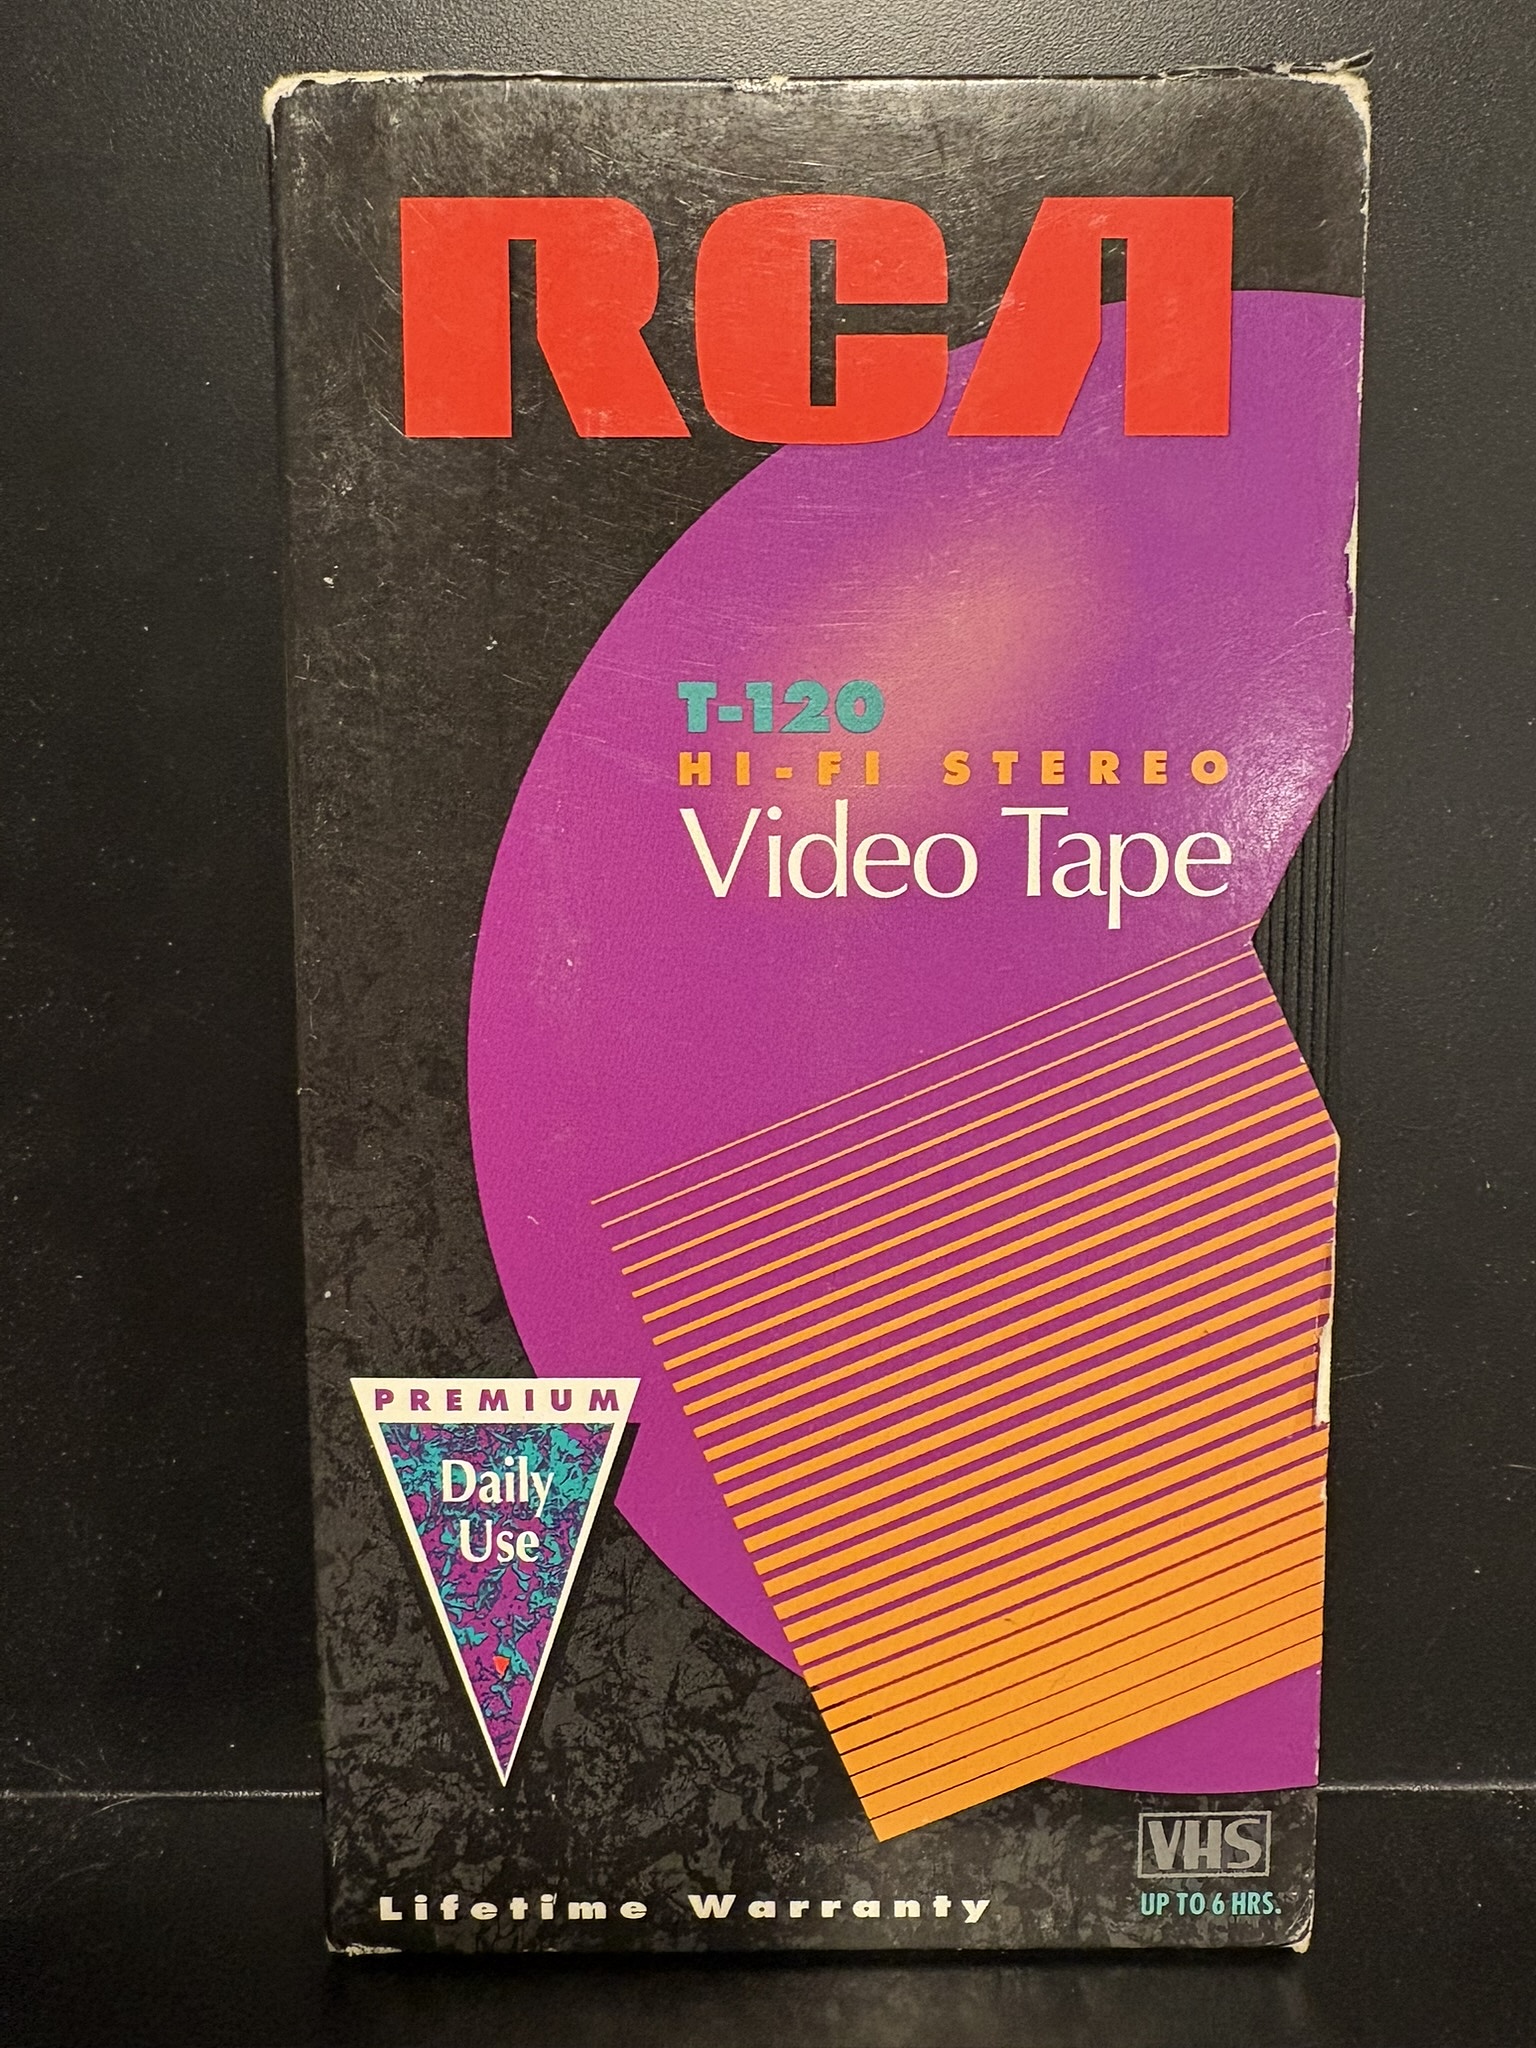 RCA
T-120
HI-FI STEREO
Video Tape
PREMIUM
Daily
Use
VHS
Lifetime Warranty
UP TO 6 HRS.